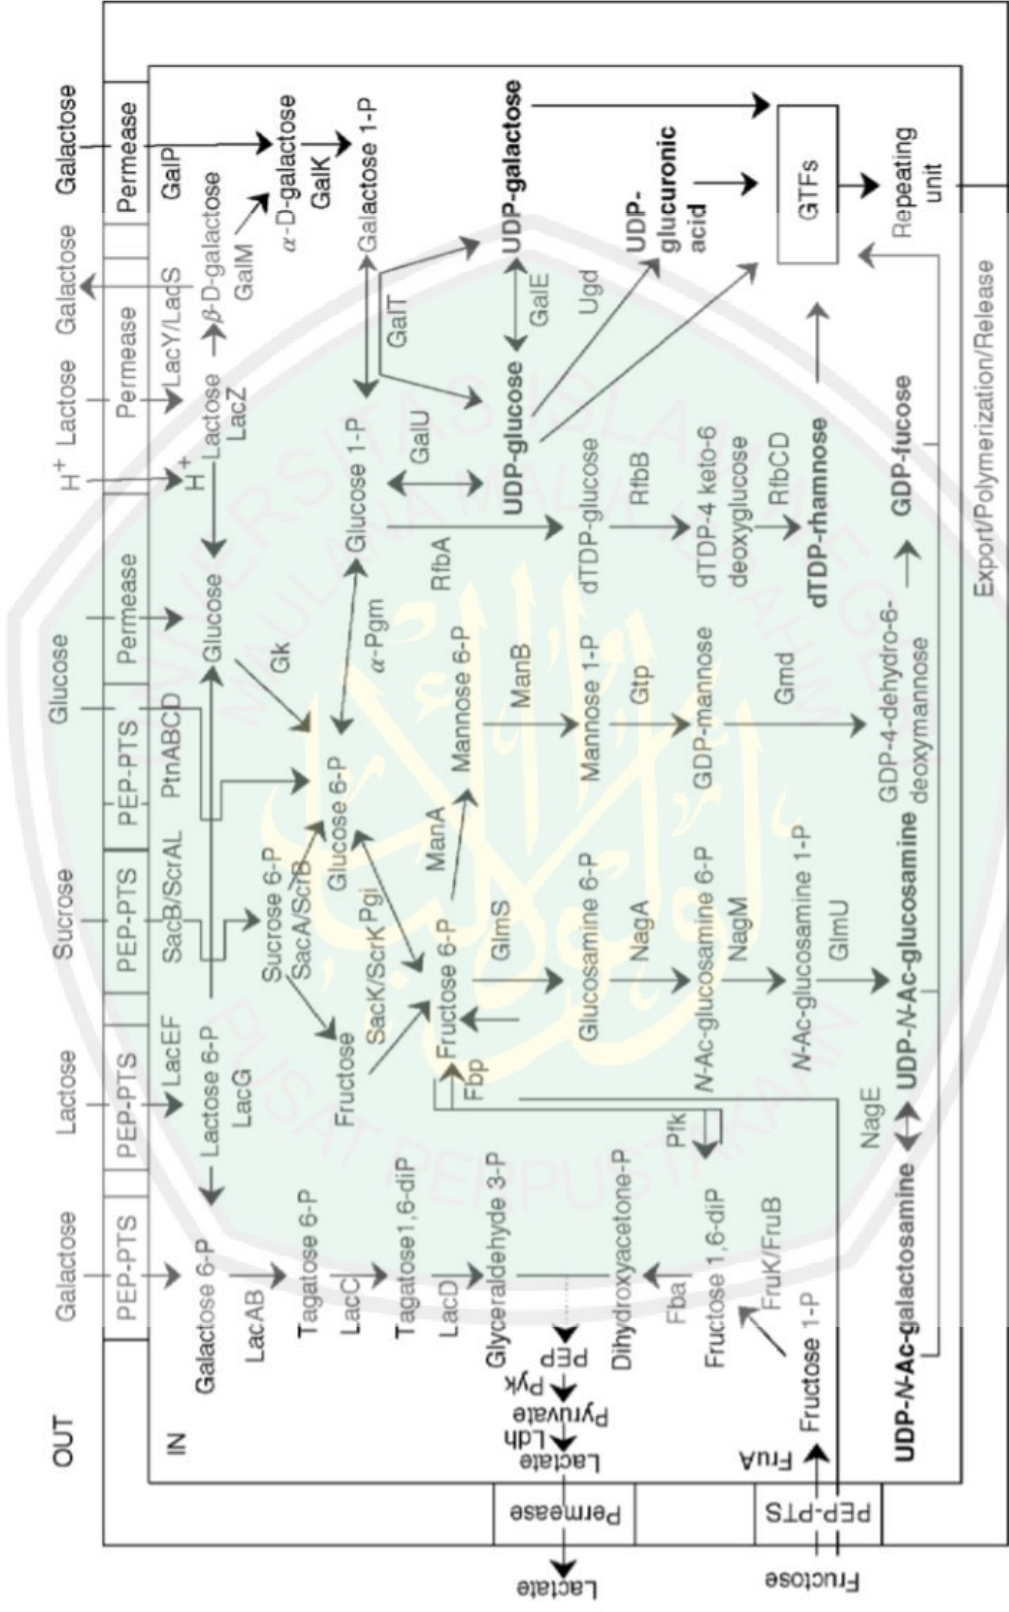 OUT
Galactose
Lactose
Sucrose
Glucose
H+ Lactose
Galactose
Galactose
PEP-PTS
PEP-PTS
PEP-PTS
PEP-PTS
Permease
Permease
Permease
IN
LacEF
SacB/ScrAL
PtnABCD
H+
LacY/LacS
GalP
Galactose 6-P
Lactose 6-P
Glucose
Lactose
β-D-galactose
LacAB
LacG
LacZ
GalM
Sucrose 6-P
Gk
α-D-galactose
Tagatose 6-P
SacA/ScrB
GalK
LacC
Fructose
Glucose 6-P
Glucose 1-P
Galactose 1-P
SacK/ScrK
Pgi
α-Pgm
GalT
Tagatose1,6-diP
GalU
LacD
Fructose 6-P
ManA
Mannose 6-P
RfbA
Fbp
Glyceraldehyde 3-P
GlmS
ManB
UDP-glucose
UDP-galactose
GalE
PEP
Pyk
Pyruvate
Ldh
Lactate
Permease
Lactate
Dihydroxyacetone-P
Glucosamine 6-P
Mannose 1-P
dTDP-glucose
Ugd
UDP-
glucuronic
acid
NagA
Gtp
RfbB
Fba
Pfk
Fructose 1,6-diP
N-Ac-glucosamine 6-P
GDP-mannose
dTDP-4 keto-6
deoxyglucose
NagM
Gmd
RfbCD
FruK/FruB
Fructose 1-P
N-Ac-glucosamine 1-P
dTDP-rhamnose
GTFs
FruA
PEP-PTS
Fructose
GlmU
NagE
UDP-N-Ac-galactosamine
UDP-N-Ac-glucosamine
GDP-4-dehydro-6-
deoxymannose
GDP-fucose
Repeating
unit
Export/Polymerization/Release
UNIVERSITAS ISLAM NEGERI
MAULANA MALIK IBRAHIM
PUSAT PERPUSTAKAAN